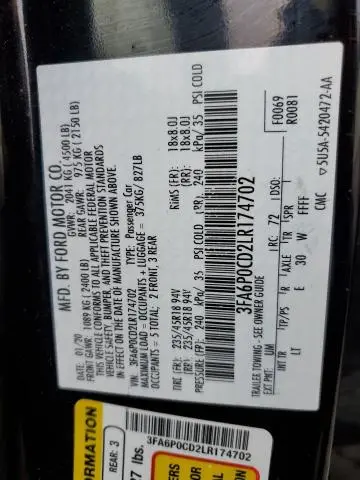 MFD. BY FORD MOTOR CO.
DATE: 01/20 GVWR: 2041 KG (4500 LB)
FRONT GAWR: 1089 KG (2400 LB) REAR GAWR: 975 KG (2150 LB)
THIS VEHICLE CONFORMS TO ALL APPLICABLE FEDERAL MOTOR
VEHICLE SAFETY, BUMPER, AND THEFT PREVENTION STANDARDS
IN EFFECT ON THE DATE OF MANUFACTURE SHOWN ABOVE.
VIN: 3FA6P0CD2LR174702 TYPE: Passenger Car
MAXIMUM LOAD = OCCUPANTS + LUGGAGE = 375KG/ 827LB
OCCUPANTS = 5 TOTAL: 2 FRONT, 3 REAR
235/45R18 94V RIMS (FR): 18x8.0J
(RR): 235/45R18 94V (RR): 18x8.0J
PRESSURE (FR): 240 kPa/ 35 PSI COLD (RR): 240 kPa/ 35 PSI COLD
3FA6P0CD2LR174702
TRAILER TOWING - SEE OWNER GUIDE
F0069
R0081
EXT PNT: UM RC: 72 DSO:
INT TR TP/PS R AXLE TR SPR
LT E 30 W FFFF
CMC 5U5A-5420472-AA
3FA6P0CD2LR174702
REAR: 3